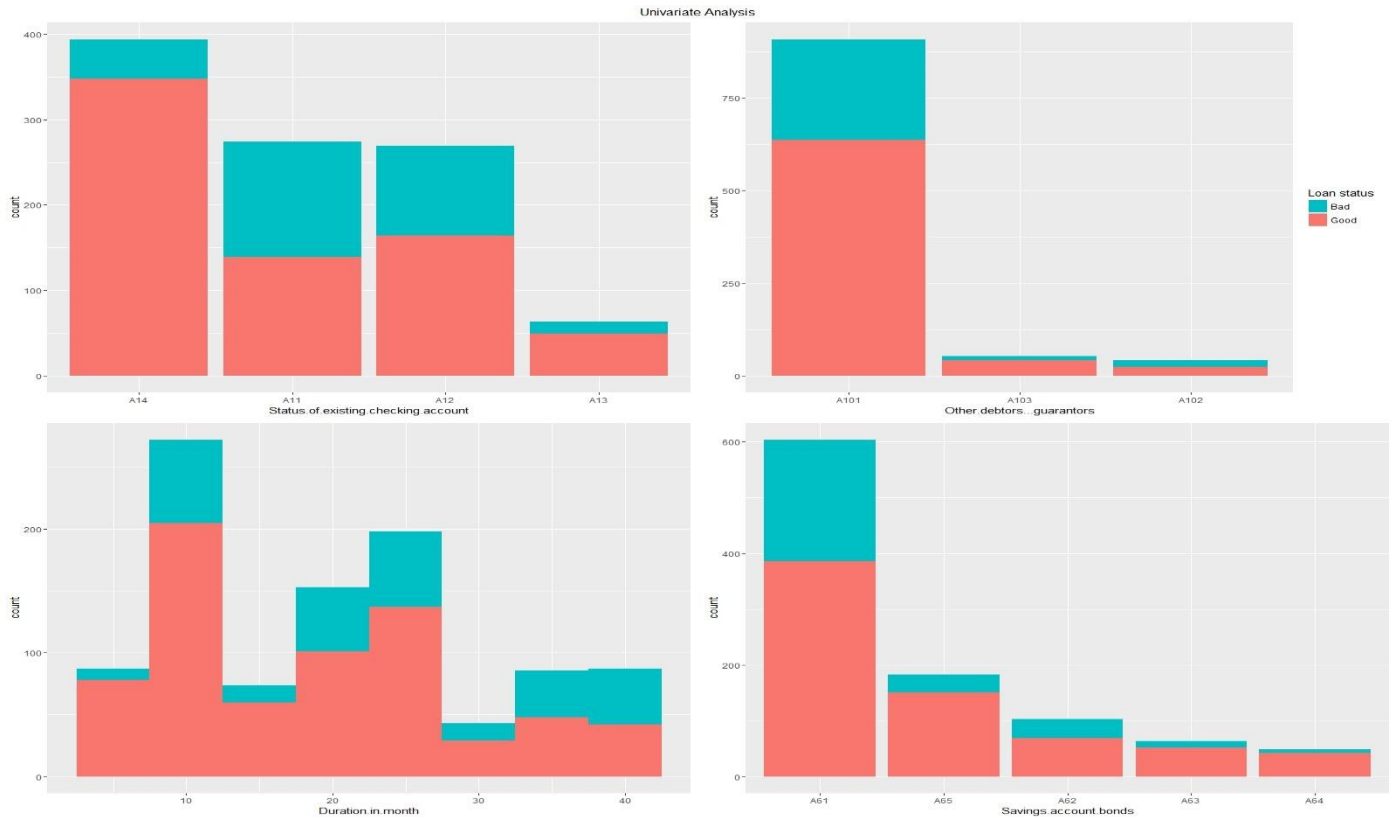 Univariate Analysis
400
300
200
100
0
count
A14 A11 A12 A13
Status.of.existing.checking.account
750
500
250
0
count
A101 A103 A102
Other.debtors...guarantors
Loan status
Bad
Good
200
100
0
count
10 20 30 40
Duration.in.month
600
400
200
0
count
A61 A65 A62 A63 A64
Savings.account.bonds